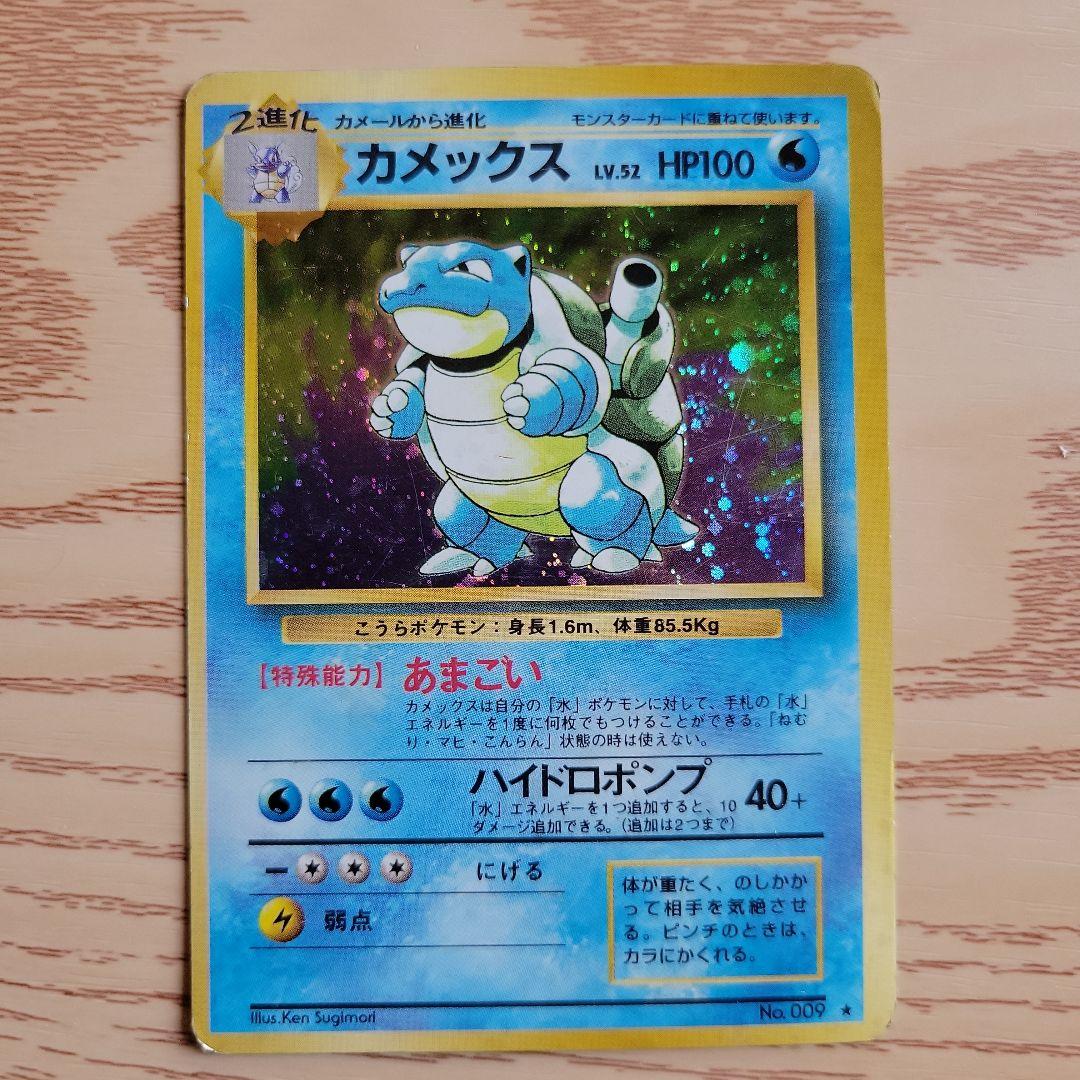 2進化 カメールから進化 モンスターカードに重ねて使います。
カメックス LV.52 HP100
こうらポケモン：身長1.6m、体重85.5Kg
【特殊能力】あまごい
カメックスは自分の「水」ポケモンに対して、手札の「水」
エネルギーを1度に何枚でもつけることができる。「ねむ
り・マヒ・こんらん」状態の時は使えない。
ハイドロポンプ 40+
「水」エネルギーを1つ追加すると、10
ダメージ追加できる。（追加は2つまで）
にげる
弱点
体が重たく、のしかか
って相手を気絶させ
る。ピンチのときは、
カラにかくれる。
Illus.Ken Sugimori No. 009 ★